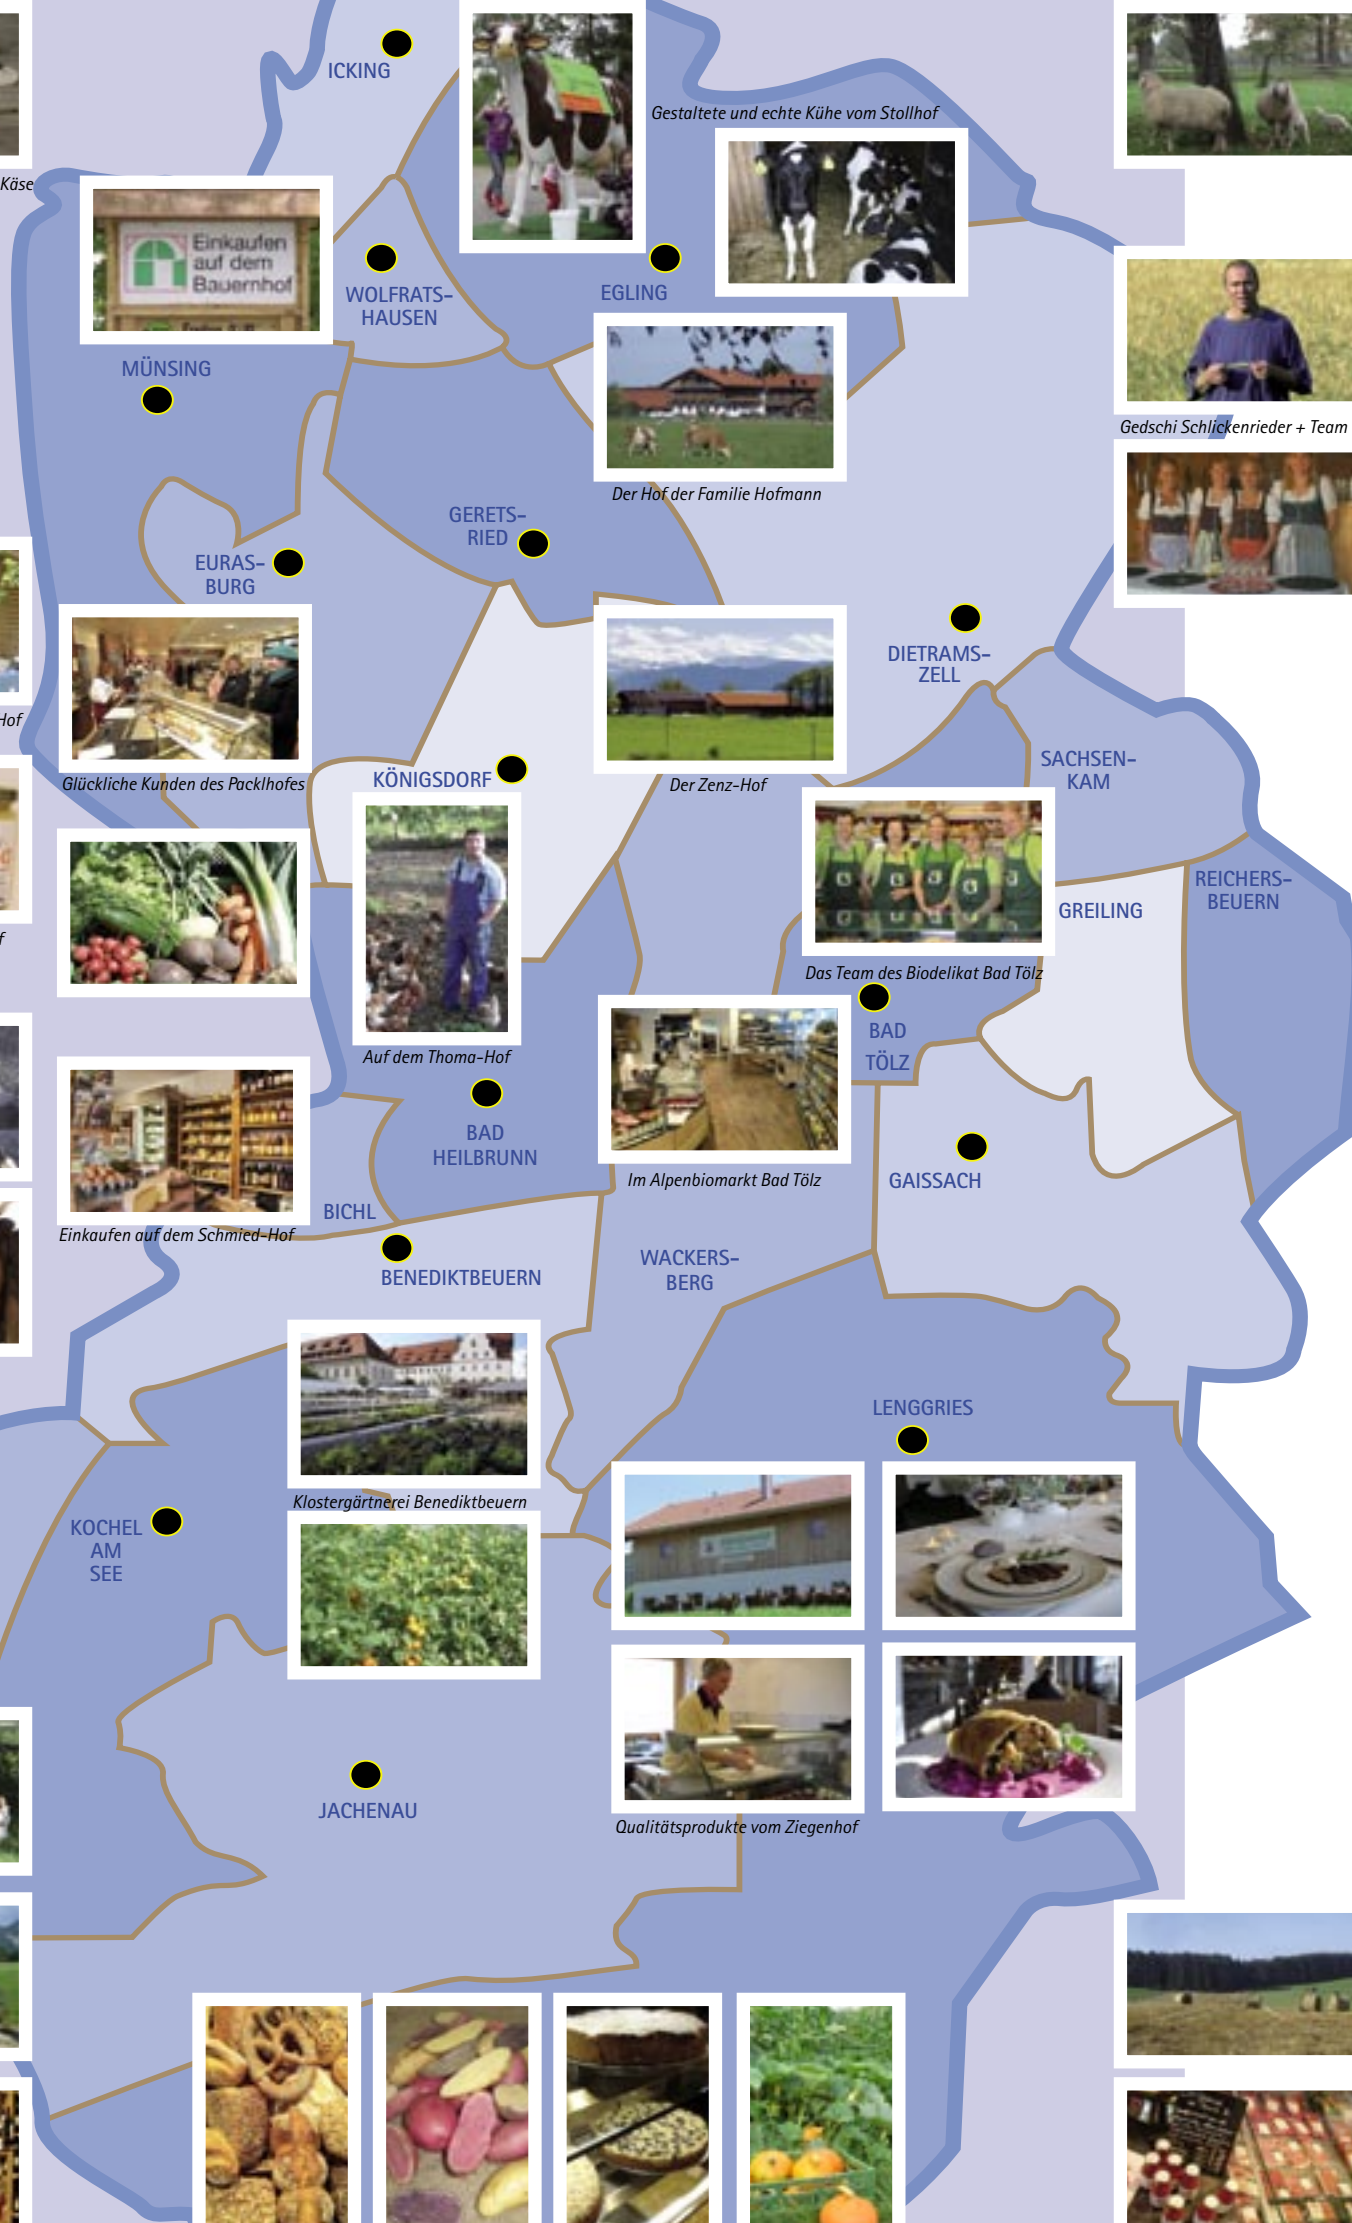 ICKING
Gestaltete und echte Kühe vom Stollhof
Käse
Einkaufen
auf dem
Bauernhof
WOLFRATS-
HAUSEN
EGLING
MÜNSING
Gedschi Schlickenrieder + Team
Der Hof der Familie Hofmann
GERETS-
RIED
EURAS-
BURG
DIETRAMS-
ZELL
Hof
SACHSEN-
KAM
KÖNIGSDORF
Glückliche Kunden des Packlhofes
Der Zenz-Hof
REICHERS-
BEUERN
GREILING
f
Das Team des Biodelikat Bad Tölz
BAD
TÖLZ
Auf dem Thoma-Hof
BAD
HEILBRUNN
Im Alpenbiomarkt Bad Tölz
GAISSACH
BICHL
Einkaufen auf dem Schmied-Hof
BENEDIKTBEUERN
WACKERS-
BERG
LENGGRIES
Klostergärtnerei Benediktbeuern
KOCHEL
AM
SEE
JACHENAU
Qualitätsprodukte vom Ziegenhof